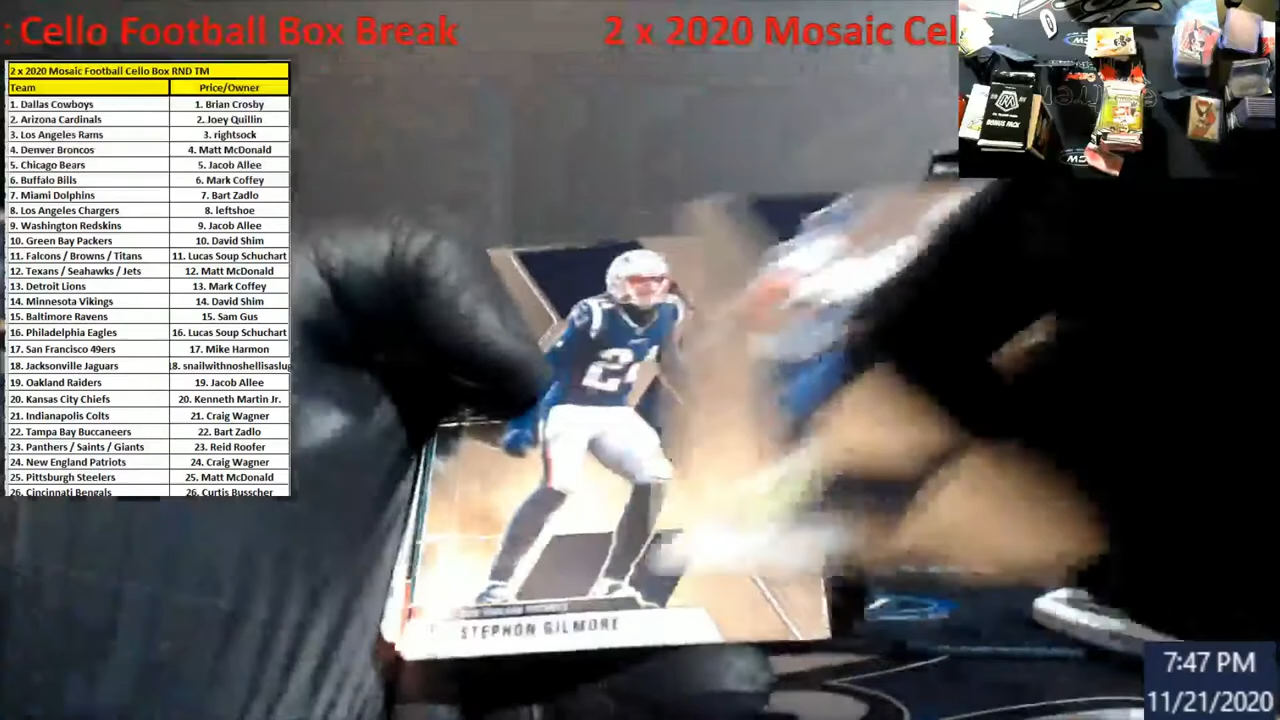 : Cello Football Box Break 2 x 2020 Mosaic Cel
2 x 2020 Mosaic Football Cello Box RND TM
Team Price/Owner
1. Dallas Cowboys 1. Brian Crosby
2. Arizona Cardinals 2. Joey Quillin
3. Los Angeles Rams 3. rightsock
4. Denver Broncos 4. Matt McDonald
5. Chicago Bears 5. Jacob Allee
6. Buffalo Bills 6. Mark Coffey
7. Miami Dolphins 7. Bart Zadlo
8. Los Angeles Chargers 8. leftshoe
9. Washington Redskins 9. Jacob Allee
10. Green Bay Packers 10. David Shim
11. Falcons / Browns / Titans 11. Lucas Soup Schuchart
12. Texans / Seahawks / Jets 12. Matt McDonald
13. Detroit Lions 13. Mark Coffey
14. Minnesota Vikings 14. David Shim
15. Baltimore Ravens 15. Sam Gus
16. Philadelphia Eagles 16. Lucas Soup Schuchart
17. San Francisco 49ers 17. Mike Harmon
18. Jacksonville Jaguars 18. snailwithnoshellisaslug
19. Oakland Raiders 19. Jacob Allee
20. Kansas City Chiefs 20. Kenneth Martin Jr.
21. Indianapolis Colts 21. Craig Wagner
22. Tampa Bay Buccaneers 22. Bart Zadlo
23. Panthers / Saints / Giants 23. Reid Roofer
24. New England Patriots 24. Craig Wagner
25. Pittsburgh Steelers 25. Matt McDonald
26. Cincinnati Bengals 26. Curtis Busscher
BONUS PACK
CW
24
STEPHON GILMORE
7:47 PM
11/21/2020